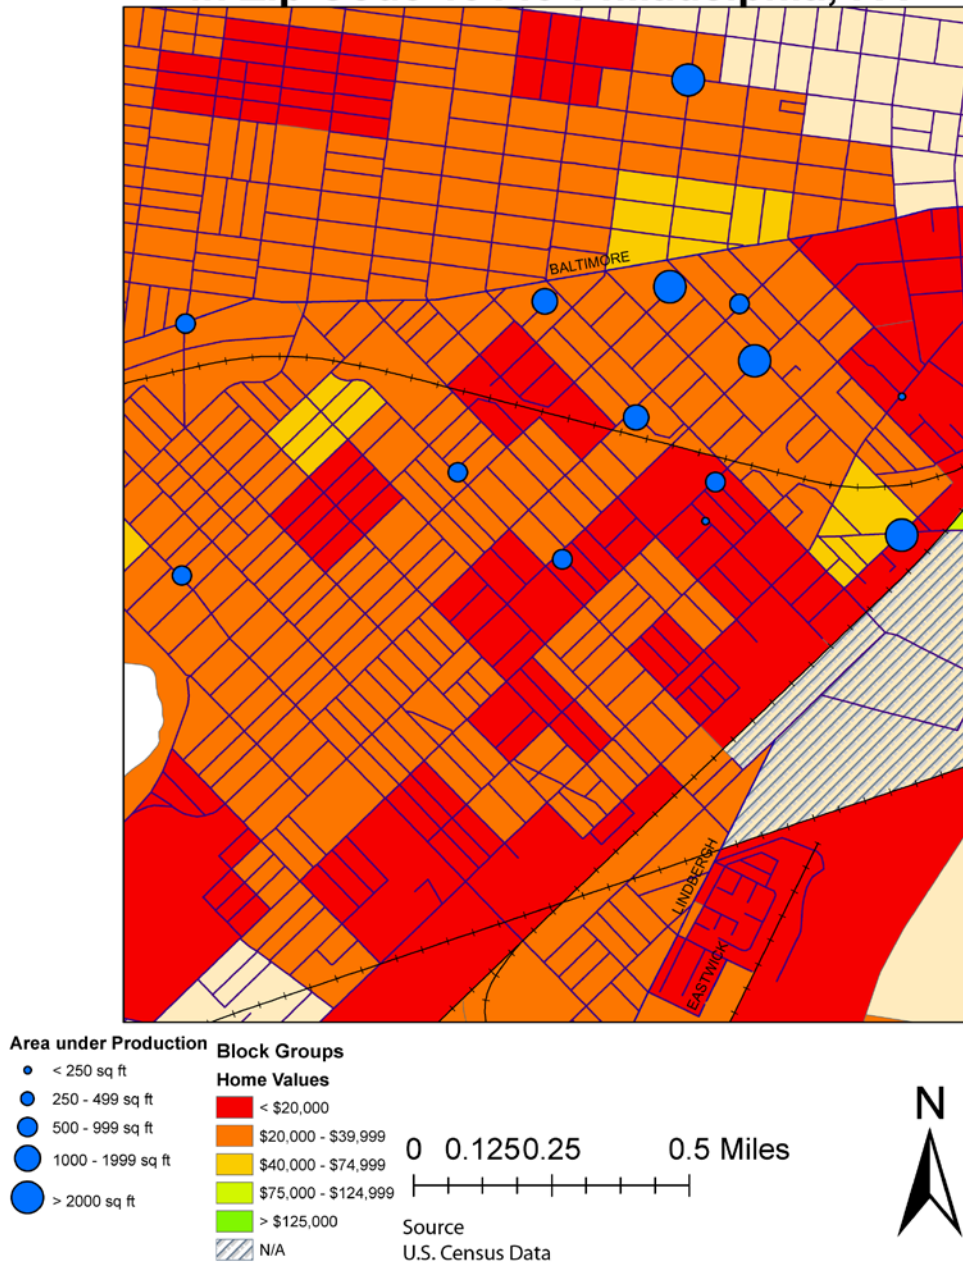 BALTIMORE
LINDBERGH
EASTWICK
Area under Production
< 250 sq ft
250 - 499 sq ft
500 - 999 sq ft
1000 - 1999 sq ft
> 2000 sq ft
Block Groups
Home Values
< $20,000
$20,000 - $39,999
$40,000 - $74,999
$75,000 - $124,999
> $125,000
N/A
0 0.1250.25 0.5 Miles
Source
U.S. Census Data
N